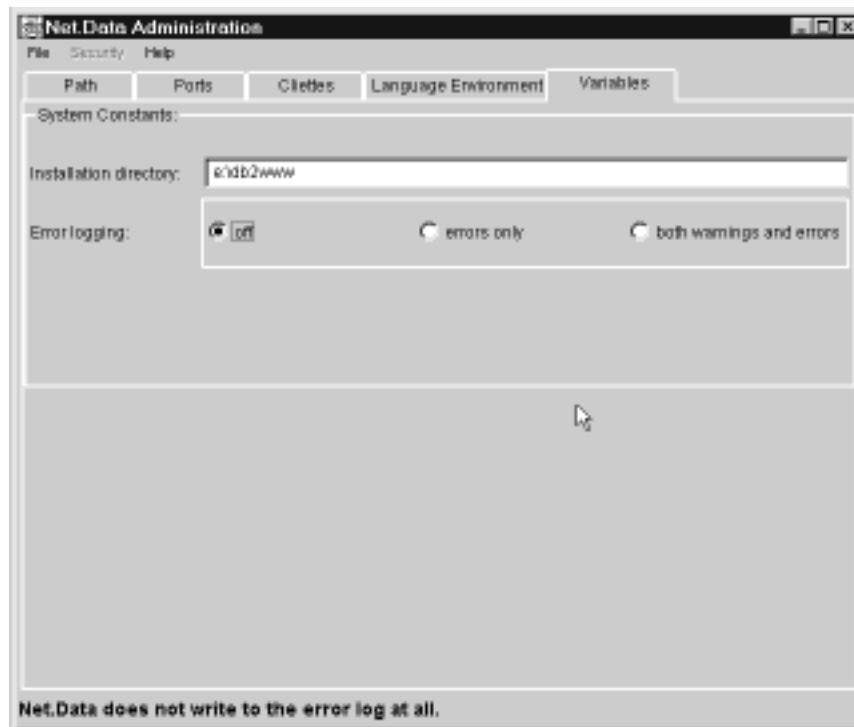 Net.Data Administration
File Security Help
Path Ports Cliettes Language Environment Variables
System Constants:
Installation directory: e:\db2www
Error logging: off errors only both warnings and errors
Net.Data does not write to the error log at all.